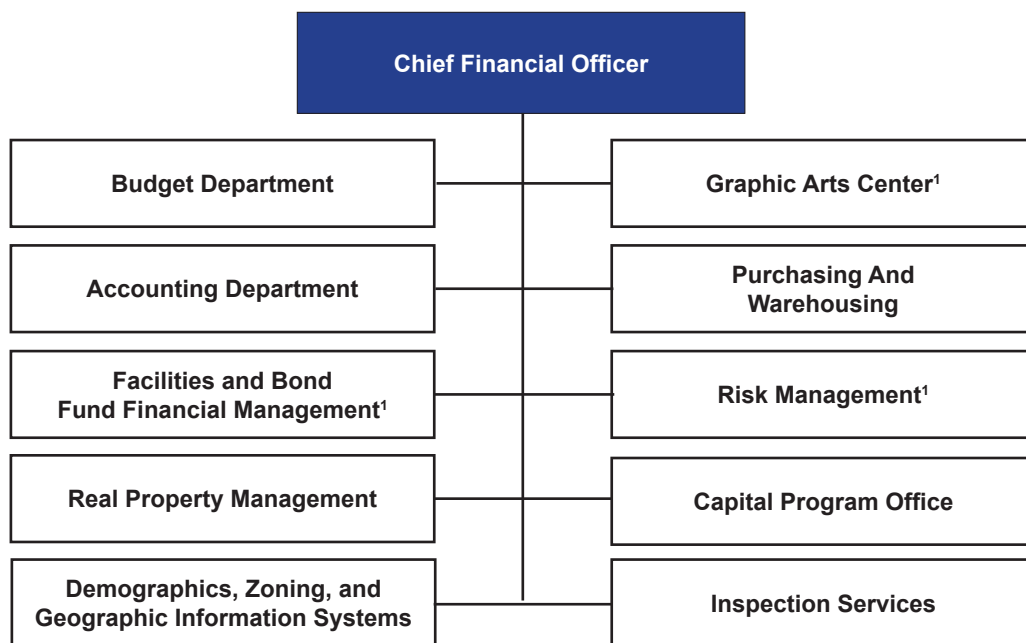 Chief Financial Officer
Budget Department
Graphic Arts Center¹
Accounting Department
Purchasing And
Warehousing
Facilities and Bond
Fund Financial Management¹
Risk Management¹
Real Property Management
Capital Program Office
Demographics, Zoning, and
Geographic Information Systems
Inspection Services